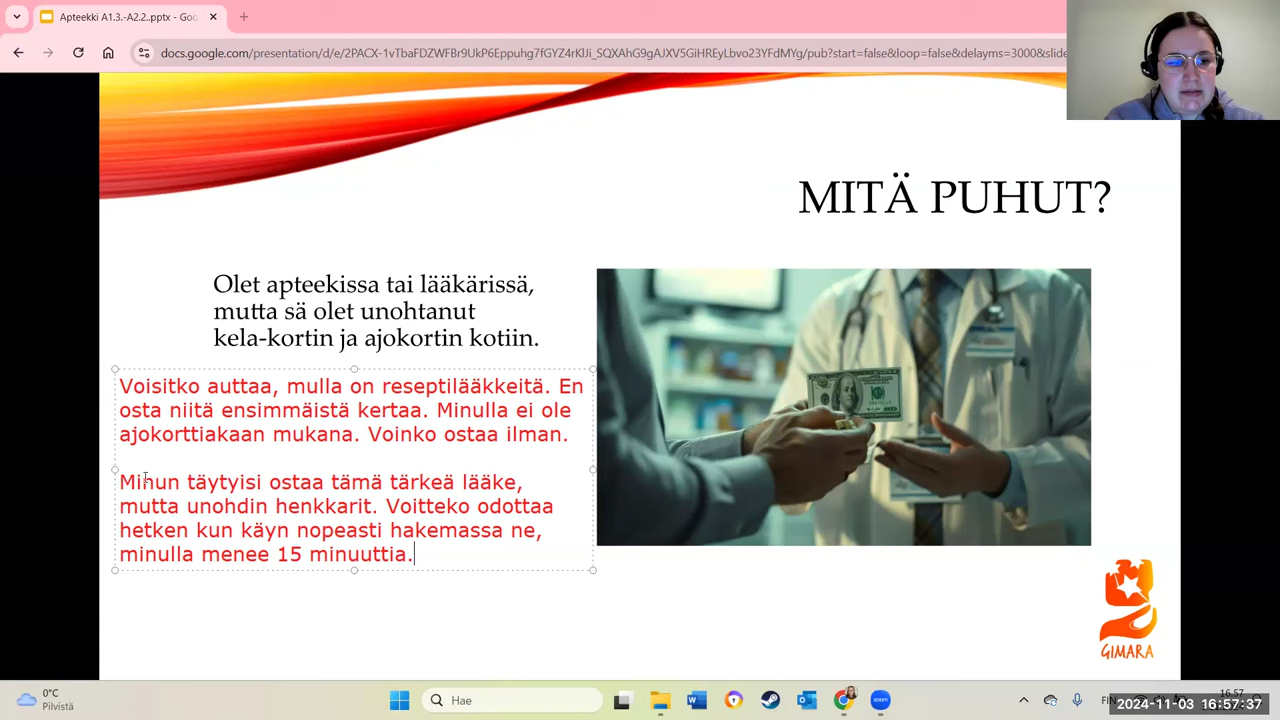 Apteekki A1.3.-A2.2.pptx - Goo
docs.google.com/presentation/d/e/2PACX-1vTbaFDZWFBr9UkP6Eppuhg7fGYZ4rKlJi_SQXAhG9gAJXV5GiHREyLbvo23YFdMYg/pub?start=false&loop=false&delayms=3000&slide
MITÄ PUHUT?
Olet apteekissa tai lääkärissä,
mutta sä olet unohtanut
kela-kortin ja ajokortin kotiin.
Voisitko auttaa, mulla on reseptilääkkeitä. En
osta niitä ensimmäistä kertaa. Minulla ei ole
ajokorttiakaan mukana. Voinko ostaa ilman.
Minun täytyisi ostaa tämä tärkeä lääke,
mutta unohdin henkkarit. Voitteko odottaa
hetken kun käyn nopeasti hakemassa ne,
minulla menee 15 minuuttia.
GIMARA
0°C
Pilvistä
Hae
FIN
16.57
2024-11-03 16:57:37